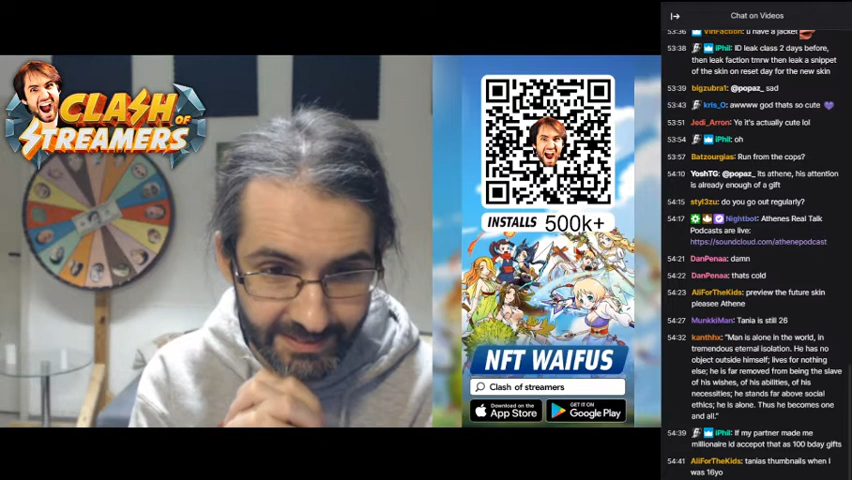 CLASH OF
STREAMERS
INSTALLS 500k+
NFT WAIFUS
Clash of streamers
Download on the
App Store
GET IT ON
Google Play
Chat on Videos
53:36 VinFaction: u have a jacket
53:38 iPhil: ID leak class 2 days before,
then leak faction tmrw then leak a snippet
of the skin on reset day for the new skin
53:39 bigzubra1: @popaz_ sad
53:43 kris_O: awwww god thats so cute
53:51 Jedi_Arron: Ye it's actually cute lol
53:54 iPhil: oh
53:57 Batzourgias: Run from the cops?
54:10 YoshTG: @popaz_ Its athene, his attention
is already enough of a gift
54:15 styl3zu: do you go out regularly?
54:17 Nightbot: Athenes Real Talk
Podcasts are live:
https://soundcloud.com/athenepodcast
54:21 DanPenaa: damn
54:22 DanPenaa: thats cold
54:23 AliForTheKids: preview the future skin
pleasee Athene
54:27 MunkkiMan: Tania is still 26
54:32 kanthhx: "Man is alone in the world, in
tremendous eternal isolation. He has no
object outside himself; lives for nothing
else; he is far removed from being the slave
of his wishes, of his abilities, of his
necessities; he stands far above social
ethics; he is alone. Thus he becomes one
and all."
54:39 iPhil: If my partner made me
millionaire id accepot that as 100 bday gifts
54:41 AliForTheKids: tanias thumbnails when I
was 16yo